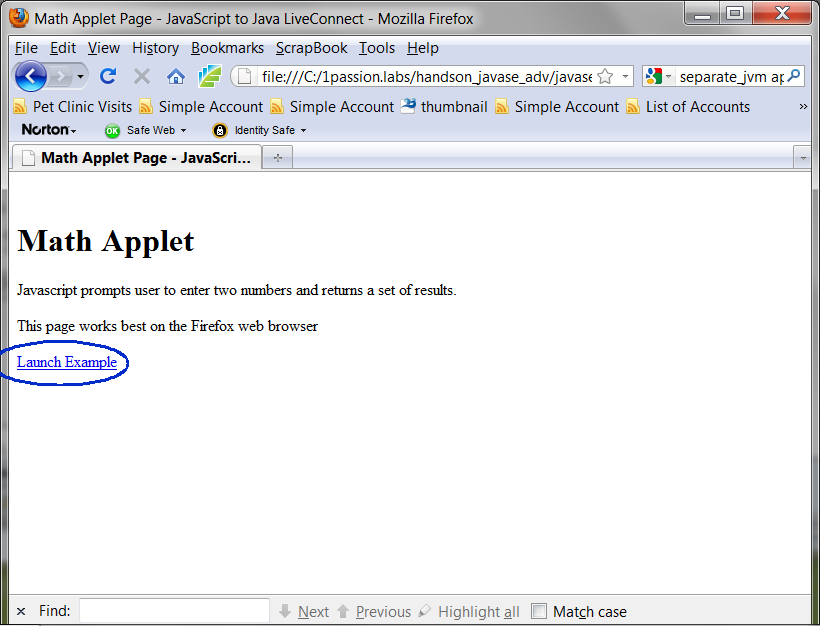 Math Applet Page - JavaScript to Java LiveConnect - Mozilla Firefox
File Edit View History Bookmarks ScrapBook Tools Help
file:///C:/1passion.labs/handson_javase_adv/javase separate_jvm ap
Pet Clinic Visits Simple Account Simple Account thumbnail Simple Account List of Accounts »
Norton OK Safe Web Identity Safe
Math Applet Page - JavaScri...
Math Applet
Javascript prompts user to enter two numbers and returns a set of results.
This page works best on the Firefox web browser
Launch Example
Find: Next Previous Highlight all Match case